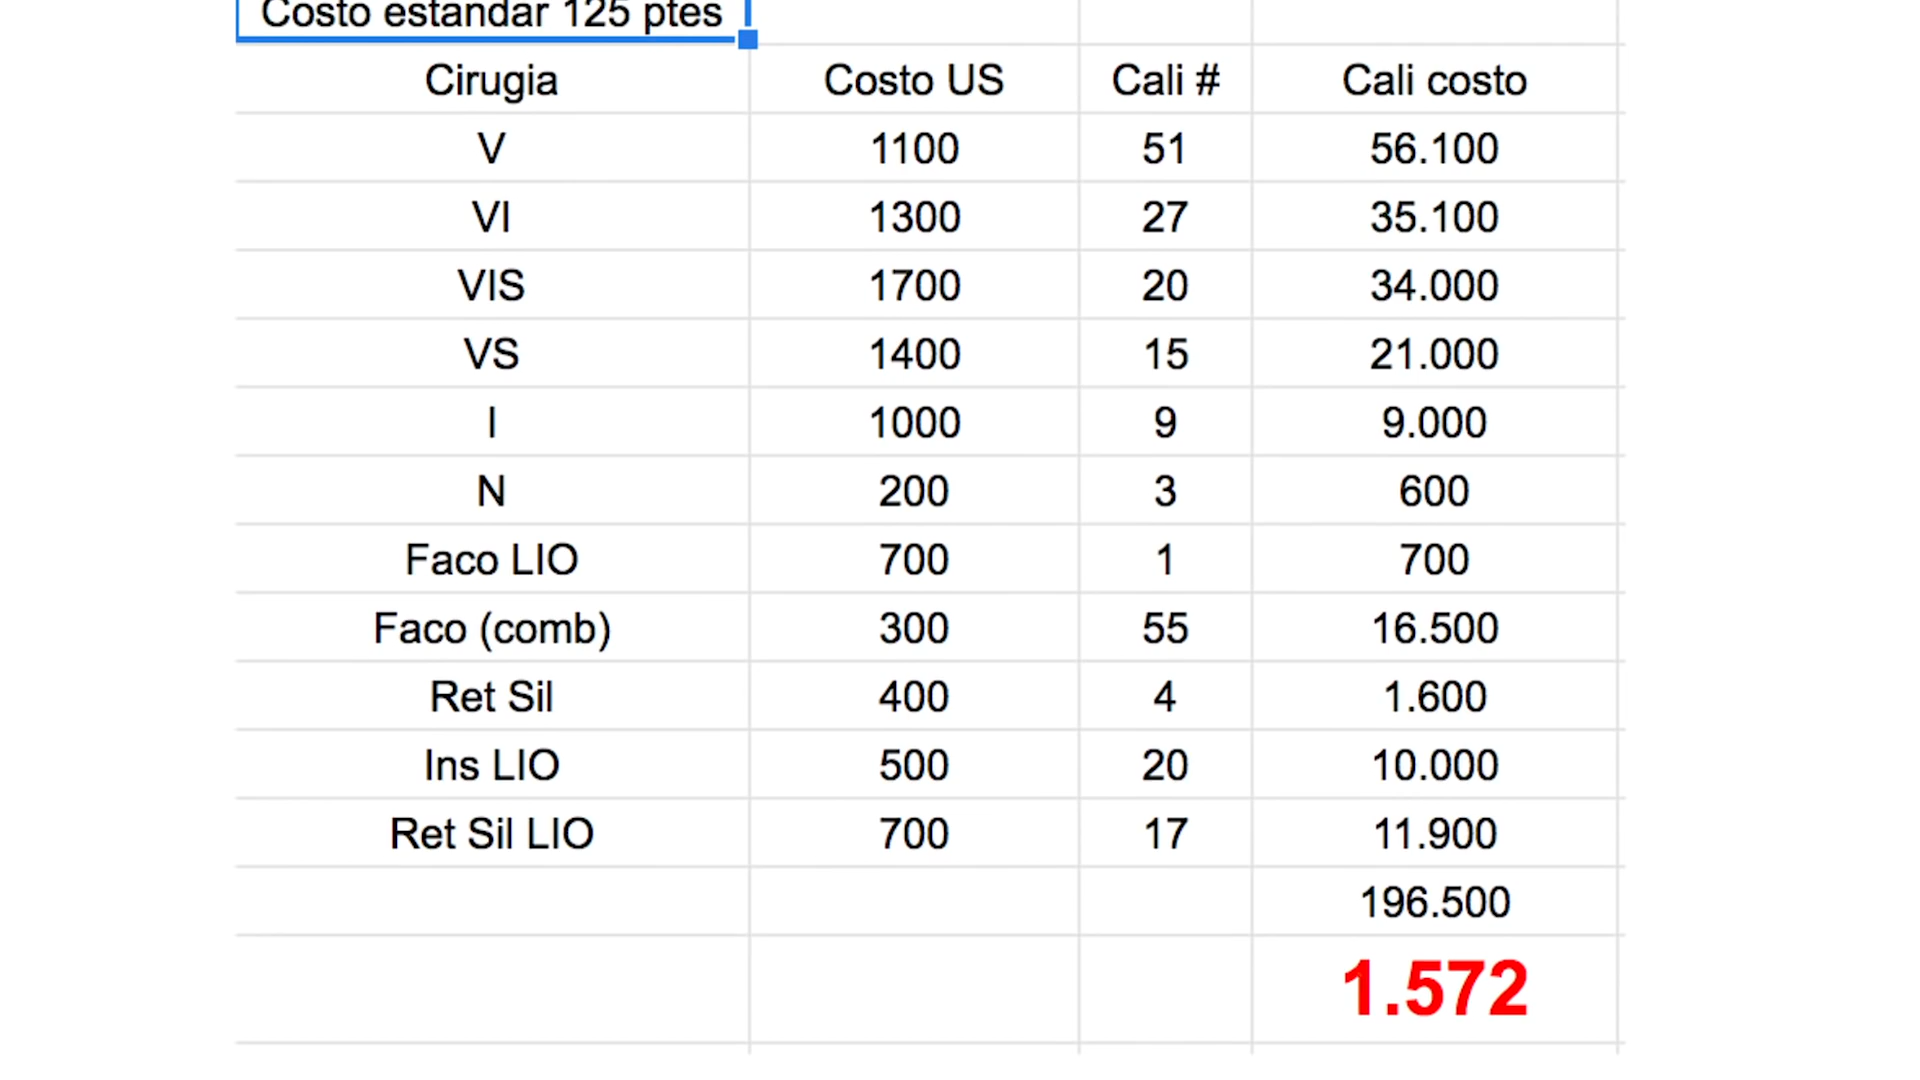 Costo estandar 125 ptes
Cirugia Costo US Cali # Cali costo
V 1100 51 56.100
VI 1300 27 35.100
VIS 1700 20 34.000
VS 1400 15 21.000
I 1000 9 9.000
N 200 3 600
Faco LIO 700 1 700
Faco (comb) 300 55 16.500
Ret Sil 400 4 1.600
Ins LIO 500 20 10.000
Ret Sil LIO 700 17 11.900
196.500
1.572